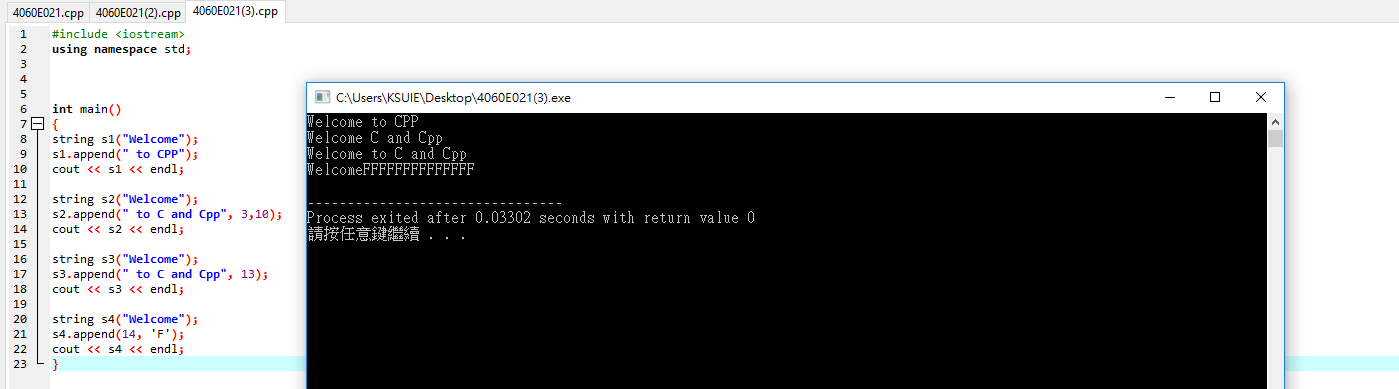 4060E021.cpp 4060E021(2).cpp 4060E021(3).cpp
1 #include <iostream>
2 using namespace std;
3
4
5
6 int main()
7 {
8 string s1("Welcome");
9 s1.append(" to CPP");
10 cout << s1 << endl;
11
12 string s2("Welcome");
13 s2.append(" to C and Cpp", 3,10);
14 cout << s2 << endl;
15
16 string s3("Welcome");
17 s3.append(" to C and Cpp", 13);
18 cout << s3 << endl;
19
20 string s4("Welcome");
21 s4.append(14, 'F');
22 cout << s4 << endl;
23 }
C:\Users\KSUIE\Desktop\4060E021(3).exe
Welcome to CPP
Welcome C and Cpp
Welcome to C and Cpp
WelcomeFFFFFFFFFFFFFF
--------------------------------
Process exited after 0.03302 seconds with return value 0
請按任意鍵繼續 . . .